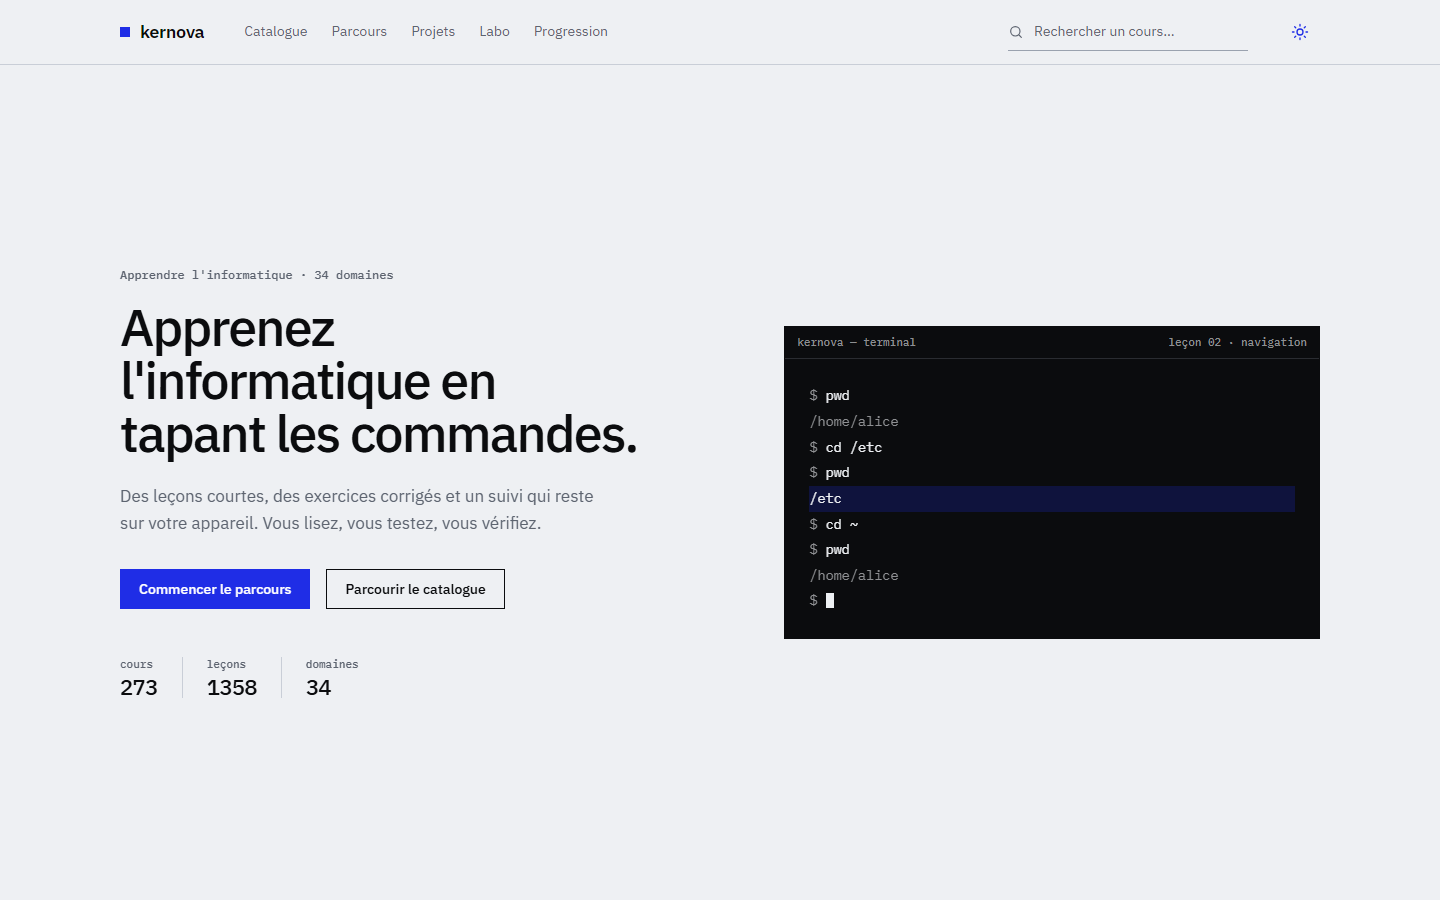 kernova
Catalogue
Parcours
Projets
Labo
Progression
Rechercher un cours...
Apprendre l'informatique · 34 domaines
Apprenez
l'informatique en
tapant les commandes.
Des leçons courtes, des exercices corrigés et un suivi qui reste
sur votre appareil. Vous lisez, vous testez, vous vérifiez.
Commencer le parcours
Parcourir le catalogue
cours
273
leçons
1358
domaines
34
kernova — terminal
leçon 02 · navigation
$ pwd
/home/alice
$ cd /etc
$ pwd
/etc
$ cd ~
$ pwd
/home/alice
$